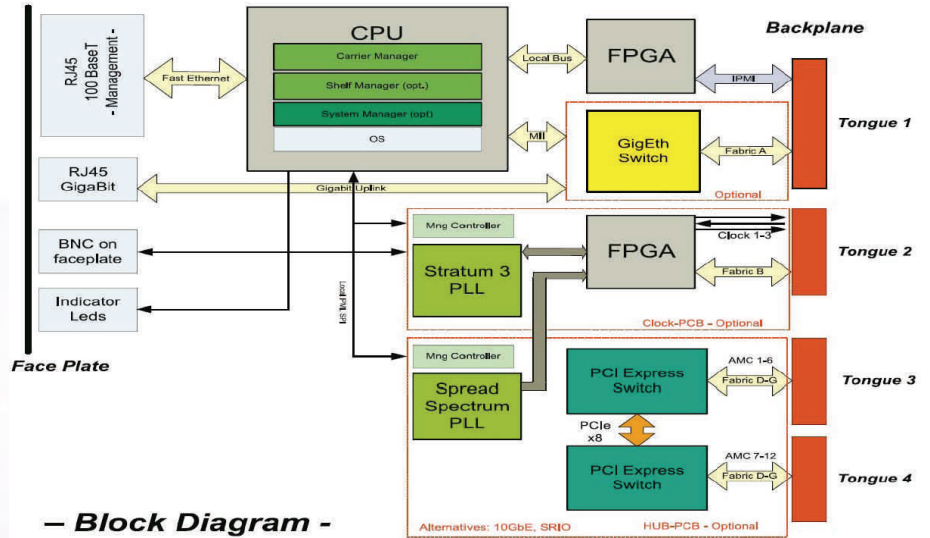 CPU
Carrier Manager
Shelf Manager (opt.)
System Manager (opt)
OS
RJ45
100 BaseT
- Management -
Fast Ethernet
Local Bus
FPGA
IPMI
Backplane
Tongue 1
MII
GigEth
Switch
Fabric A
Optional
RJ45
GigaBit
Gigabit Uplink
BNC on
faceplate
Indicator
Leds
Face Plate
Local PM, SPI
Mng Controller
Stratum 3
PLL
FPGA
Clock 1-3
Fabric B
Clock-PCB - Optional
Tongue 2
Mng Controller
Spread
Spectrum
PLL
PCI Express
Switch
AMC 1-6
Fabric D-G
Tongue 3
PCIe
x8
PCI Express
Switch
AMC 7-12
Fabric D-G
Tongue 4
Alternatives: 10GbE, SRIO
HUB-PCB - Optional
– Block Diagram -